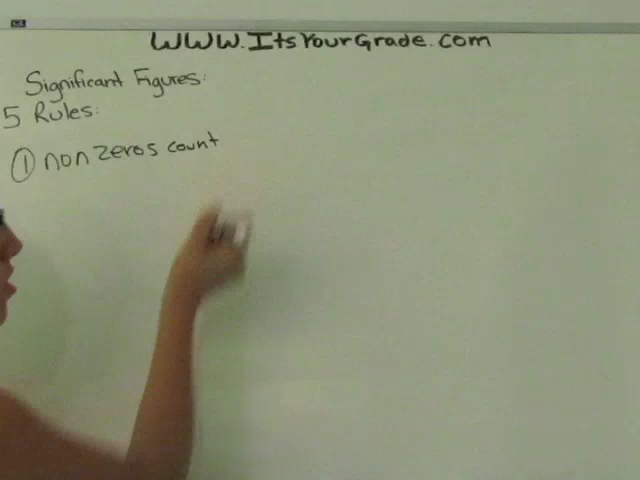 WWW.ItsYourGrade.com
Significant Figures:
5 Rules:
① non zeros count